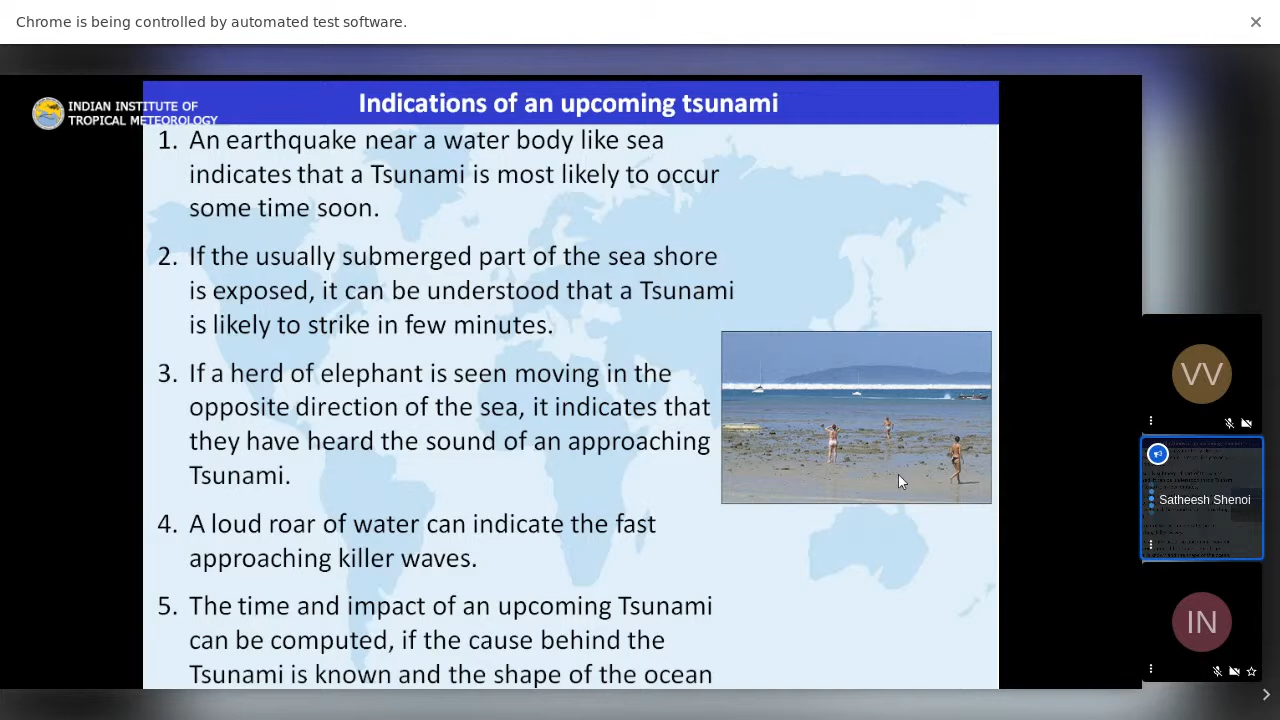 Chrome is being controlled by automated test software.
INDIAN INSTITUTE OF
TROPICAL METEOROLOGY
Indications of an upcoming tsunami
1. An earthquake near a water body like sea
indicates that a Tsunami is most likely to occur
some time soon.
2. If the usually submerged part of the sea shore
is exposed, it can be understood that a Tsunami
is likely to strike in few minutes.
3. If a herd of elephant is seen moving in the
opposite direction of the sea, it indicates that
they have heard the sound of an approaching
Tsunami.
4. A loud roar of water can indicate the fast
approaching killer waves.
5. The time and impact of an upcoming Tsunami
can be computed, if the cause behind the
Tsunami is known and the shape of the ocean
VV
Satheesh Shenoi
IN